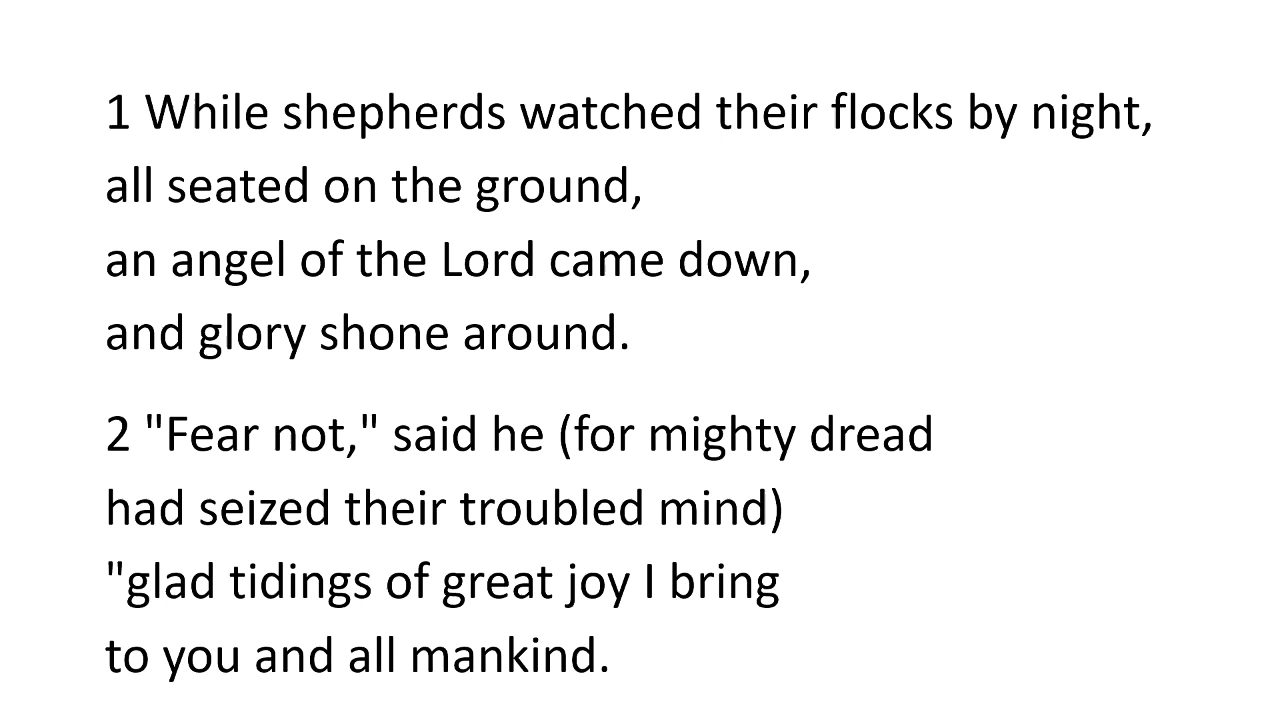 1 While shepherds watched their flocks by night,
all seated on the ground,
an angel of the Lord came down,
and glory shone around.
2 "Fear not," said he (for mighty dread
had seized their troubled mind)
"glad tidings of great joy I bring
to you and all mankind.